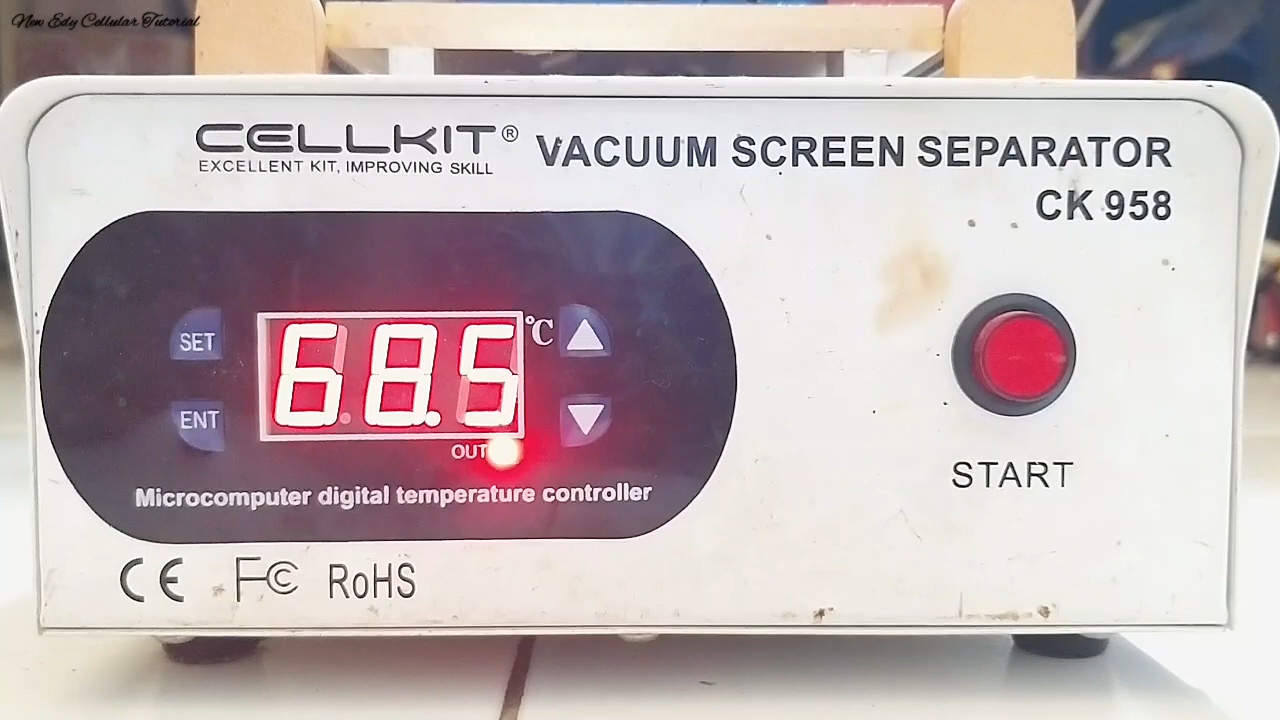 New Edy Cellular Tutorial
CELLKIT®
EXCELLENT KIT, IMPROVING SKILL
VACUUM SCREEN SEPARATOR
CK 958
SET
68.5
°C
▲
ENT
▼
OUT
Microcomputer digital temperature controller
START
CE FC RoHS